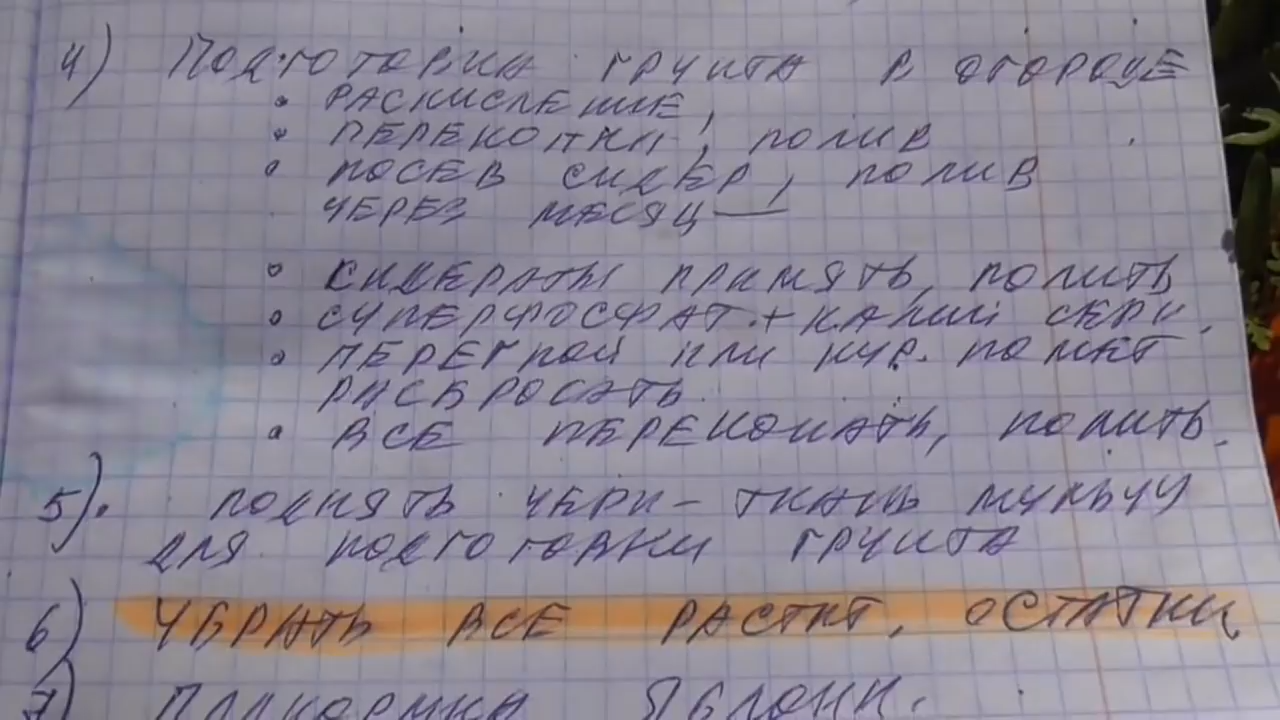 4) ПОДГОТОВКА ГРУНТА В ОГОРОДЕ
• РАСКИСЛЕНИЕ,
• ПЕРЕКОПКИ, ПОЛИВ
• ПОСЕВ СИДЕР, ПОЛИВ
ЧЕРЕЗ МЕСЯЦ —
• СИДЕРАТЫ ПРИМЯТЬ, ПОЛИТЬ
• СУПЕРФОСФАТ + КАЛИЙ СЕРН.
• ПЕРЕГНОЙ ИЛИ КУР. ПОМЕТ
РАСБРОСАТЬ
• ВСЕ ПЕРЕКОПАТЬ, ПОЛИТЬ.
5). ПОДНЯТЬ ЧЕРН - ТКАНЬ МУЛЬЧУ
ДЛЯ ПОДГОТОВКИ ГРУНТА
6) УБРАТЬ ВСЕ РАСТИТ, ОСТАТКИ
7) ПОДКОРМКА ЯБЛОНИ.